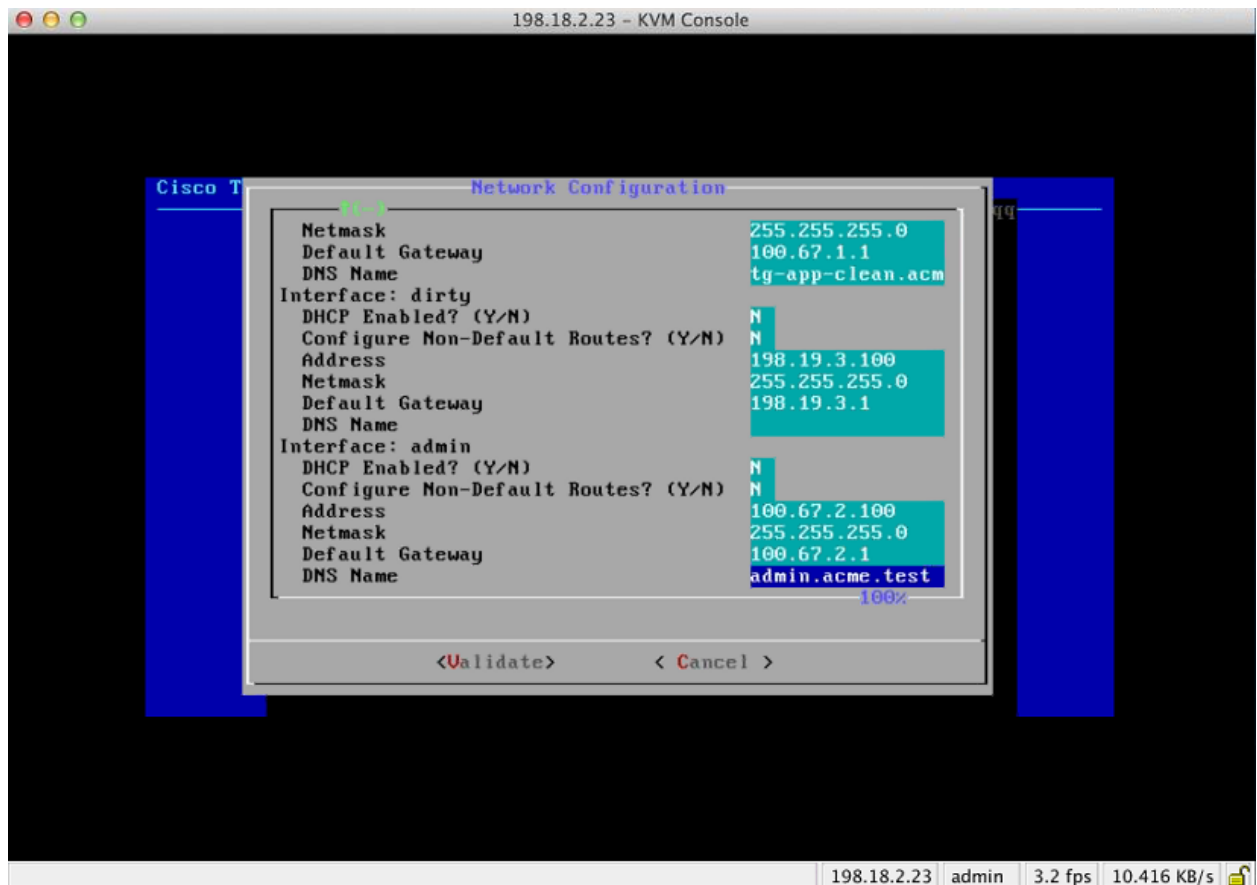 198.18.2.23 – KVM Console
Cisco T
Network Configuration
↑(-)
qq
Netmask 255.255.255.0
Default Gateway 100.67.1.1
DNS Name tg-app-clean.acm
Interface: dirty
DHCP Enabled? (Y/N) N
Configure Non-Default Routes? (Y/N) N
Address 198.19.3.100
Netmask 255.255.255.0
Default Gateway 198.19.3.1
DNS Name
Interface: admin
DHCP Enabled? (Y/N) N
Configure Non-Default Routes? (Y/N) N
Address 100.67.2.100
Netmask 255.255.255.0
Default Gateway 100.67.2.1
DNS Name admin.acme.test
100%
<Validate> < Cancel >
198.18.2.23 admin 3.2 fps 10.416 KB/s